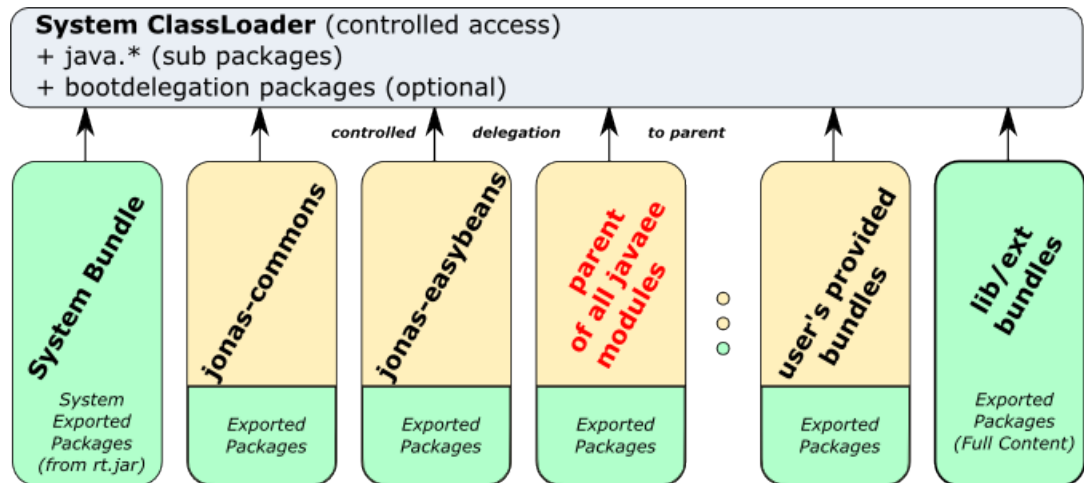 System ClassLoader (controlled access)
+ java.* (sub packages)
+ bootdelegation packages (optional)
controlled delegation to parent
System Bundle
System
Exported
Packages
(from rt.jar)
jonas-commons
Exported
Packages
jonas-easybeans
Exported
Packages
parent
of all javaee
modules
Exported
Packages
user's provided
bundles
Exported
Packages
lib/ext
bundles
Exported
Packages
(Full Content)